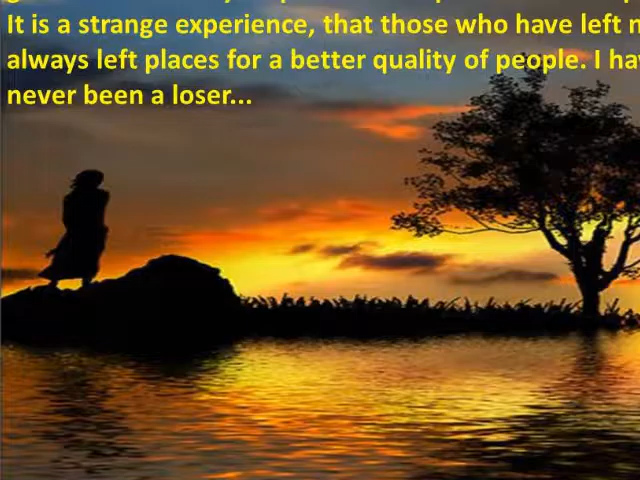 It is a strange experience, that those who have left
always left places for a better quality of people. I
never been a loser...